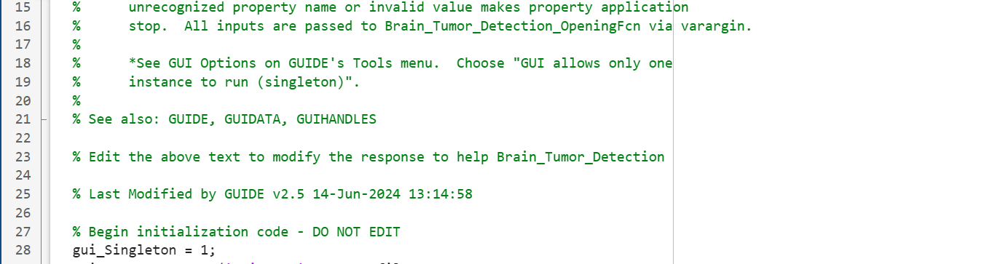 15 %      unrecognized property name or invalid value makes property application
16 %      stop.  All inputs are passed to Brain_Tumor_Detection_OpeningFcn via varargin.
17 %
18 %      *See GUI Options on GUIDE's Tools menu.  Choose "GUI allows only one
19 %      instance to run (singleton)".
20 %
21 % See also: GUIDE, GUIDATA, GUIHANDLES
22
23 % Edit the above text to modify the response to help Brain_Tumor_Detection
24
25 % Last Modified by GUIDE v2.5 14-Jun-2024 13:14:58
26
27 % Begin initialization code - DO NOT EDIT
28 gui_Singleton = 1;